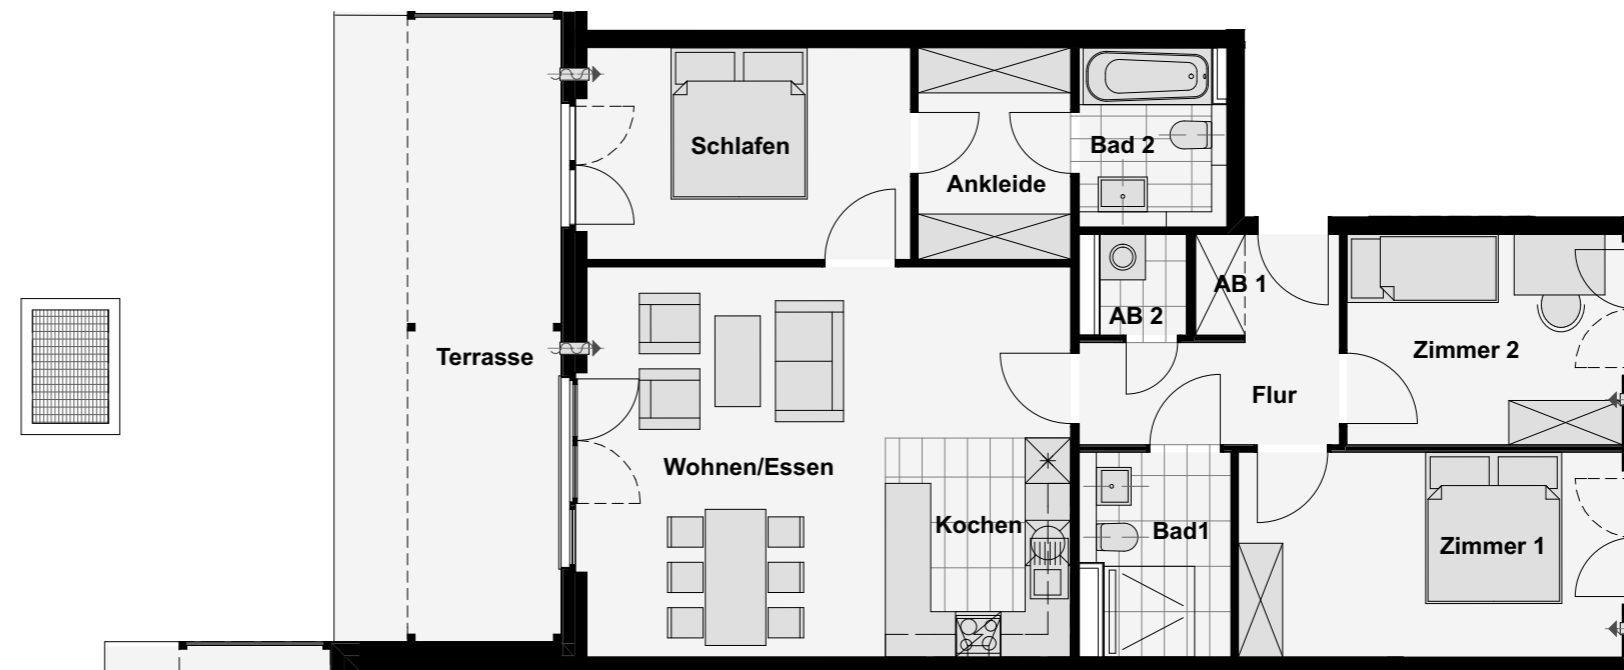 Schlafen
Bad 2
Ankleide
AB 1
AB 2
Zimmer 2
Terrasse
Flur
Wohnen/Essen
Kochen
Bad1
Zimmer 1